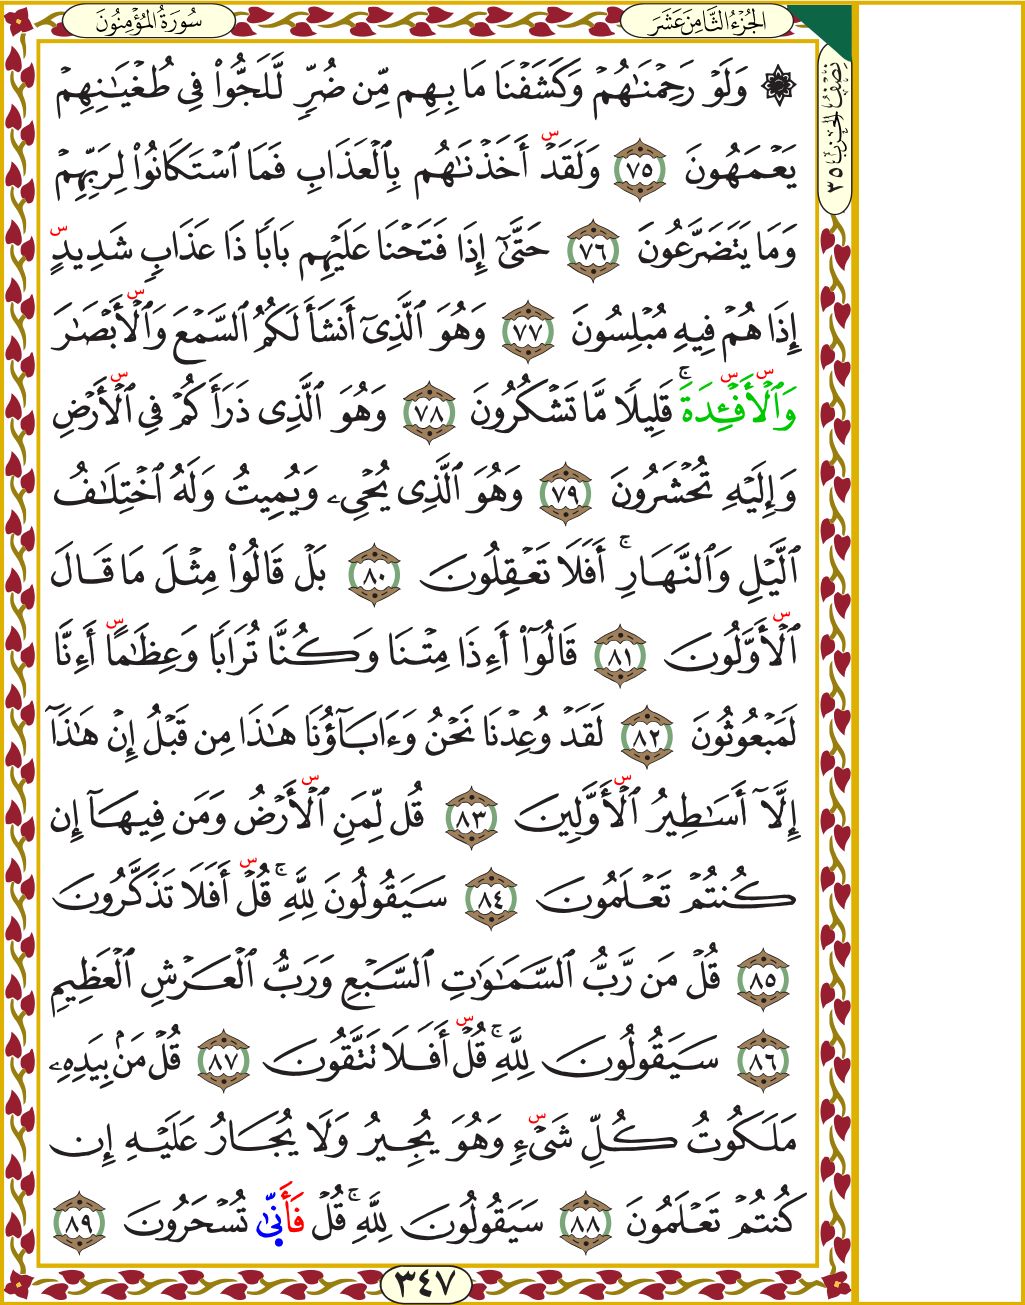 سُورَةُ المُؤْمِنُونَ
الجُزْءُ الثَّامِنَ عَشَرَ
نِصْفُ الحِزْبِ ٣٥
۞ وَلَوْ رَحِمْنَٰهُمْ وَكَشَفْنَا مَا بِهِم مِّن ضُرٍّ لَّلَجُّوا۟ فِى طُغْيَٰنِهِمْ
يَعْمَهُونَ ٧٥ وَلَقَدْ أَخَذْنَٰهُم بِٱلْعَذَابِ فَمَا ٱسْتَكَانُوا۟ لِرَبِّهِمْ
وَمَا يَتَضَرَّعُونَ ٧٦ حَتَّىٰٓ إِذَا فَتَحْنَا عَلَيْهِم بَابًا ذَا عَذَابٍ شَدِيدٍ
إِذَا هُمْ فِيهِ مُبْلِسُونَ ٧٧ وَهُوَ ٱلَّذِىٓ أَنشَأَ لَكُمُ ٱلسَّمْعَ وَٱلْأَبْصَٰرَ
وَٱلْأَفْـِٔدَةَ ۚ قَلِيلًا مَّا تَشْكُرُونَ ٧٨ وَهُوَ ٱلَّذِى ذَرَأَكُمْ فِى ٱلْأَرْضِ
وَإِلَيْهِ تُحْشَرُونَ ٧٩ وَهُوَ ٱلَّذِى يُحْىِۦ وَيُمِيتُ وَلَهُ ٱخْتِلَٰفُ
ٱلَّيْلِ وَٱلنَّهَارِ ۚ أَفَلَا تَعْقِلُونَ ٨٠ بَلْ قَالُوا۟ مِثْلَ مَا قَالَ
ٱلْأَوَّلُونَ ٨١ قَالُوٓا۟ أَءِذَا مِتْنَا وَكُنَّا تُرَابًا وَعِظَٰمًا أَءِنَّا
لَمَبْعُوثُونَ ٨٢ لَقَدْ وُعِدْنَا نَحْنُ وَءَابَآؤُنَا هَٰذَا مِن قَبْلُ إِنْ هَٰذَآ
إِلَّآ أَسَٰطِيرُ ٱلْأَوَّلِينَ ٨٣ قُل لِّمَنِ ٱلْأَرْضُ وَمَن فِيهَآ إِن
كُنتُمْ تَعْلَمُونَ ٨٤ سَيَقُولُونَ لِلَّهِ ۚ قُلْ أَفَلَا تَذَكَّرُونَ
٨٥ قُلْ مَن رَّبُّ ٱلسَّمَٰوَٰتِ ٱلسَّبْعِ وَرَبُّ ٱلْعَرْشِ ٱلْعَظِيمِ
٨٦ سَيَقُولُونَ لِلَّهِ ۚ قُلْ أَفَلَا تَتَّقُونَ ٨٧ قُلْ مَنۢ بِيَدِهِۦ
مَلَكُوتُ كُلِّ شَىْءٍ وَهُوَ يُجِيرُ وَلَا يُجَارُ عَلَيْهِ إِن
كُنتُمْ تَعْلَمُونَ ٨٨ سَيَقُولُونَ لِلَّهِ ۚ قُلْ فَأَنَّىٰ تُسْحَرُونَ ٨٩
٣٤٧